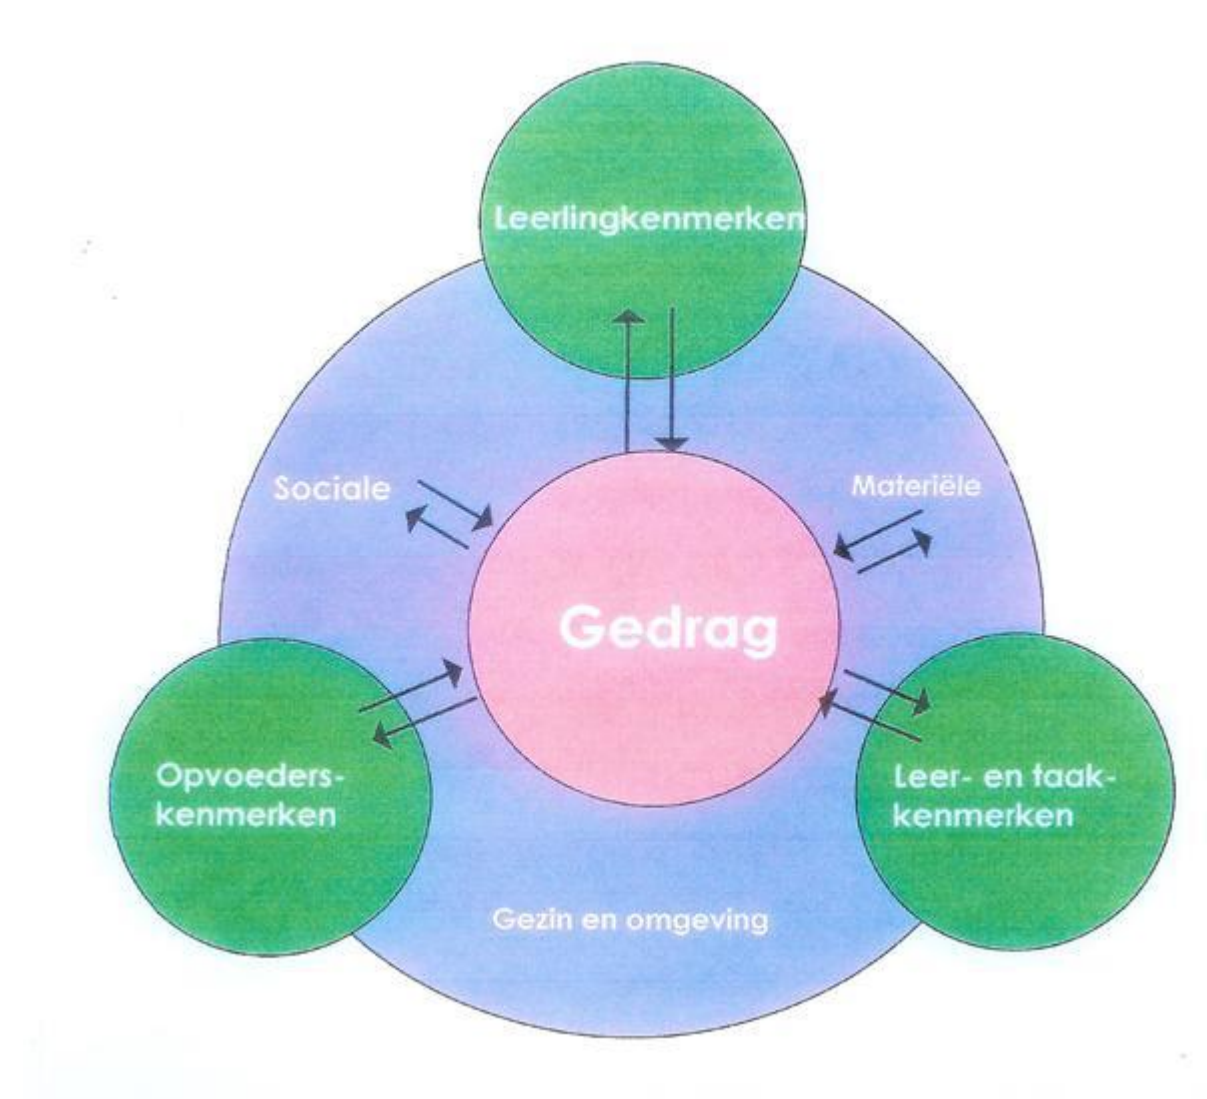 Leerlingkenmerken
Sociale
Materiële
Gedrag
Opvoeders-
kenmerken
Leer- en taak-
kenmerken
Gezin en omgeving